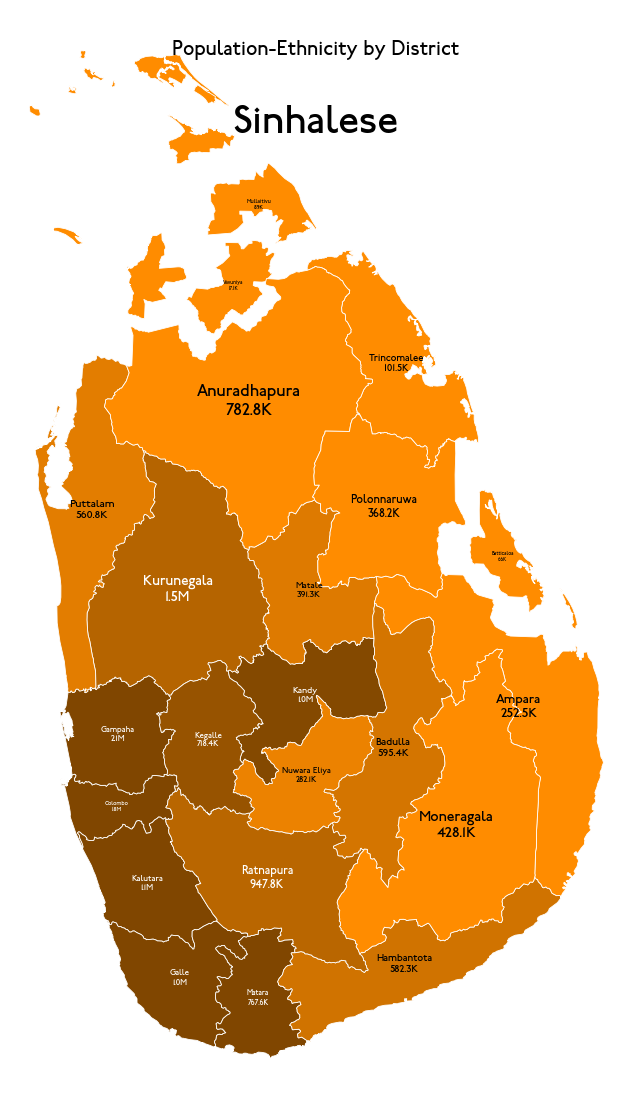 Population-Ethnicity by District
Sinhalese
Mullaitivu
8.9K
Vavuniya
17.1K
Trincomalee
101.5K
Anuradhapura
782.8K
Polonnaruwa
368.2K
Puttalam
560.8K
Batticaloa
Kurunegala
1.5M
Matale
391.3K
Kandy
1.0M
Ampara
252.5K
Gampaha
2.1M
Kegalle
718.4K
Badulla
595.4K
Nuwara Eliya
282.1K
Colombo
1.8M
Moneragala
428.1K
Ratnapura
947.8K
Kalutara
1.1M
Hambantota
582.3K
Galle
1.0M
Matara
767.6K